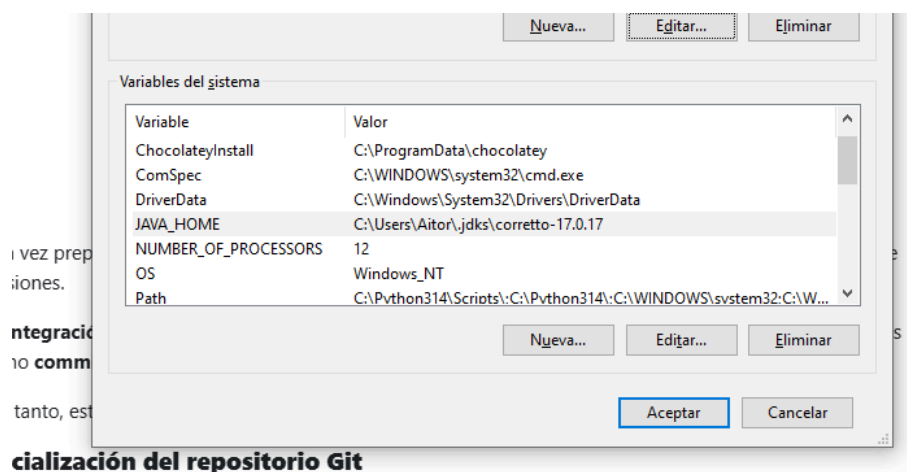 Nueva... Editar... Eliminar
Variables del sistema
Variable Valor
ChocolateyInstall C:\ProgramData\chocolatey
ComSpec C:\WINDOWS\system32\cmd.exe
DriverData C:\Windows\System32\Drivers\DriverData
JAVA_HOME C:\Users\Aitor\.jdks\corretto-17.0.17
NUMBER_OF_PROCESSORS 12
OS Windows_NT
Path C:\Python314\Scripts\;C:\Python314\;C:\WINDOWS\system32;C:\W...
vez prep
siones.
Nueva... Editar... Eliminar
ntegració
no comm
Aceptar Cancelar
tanto, est
cialización del repositorio Git